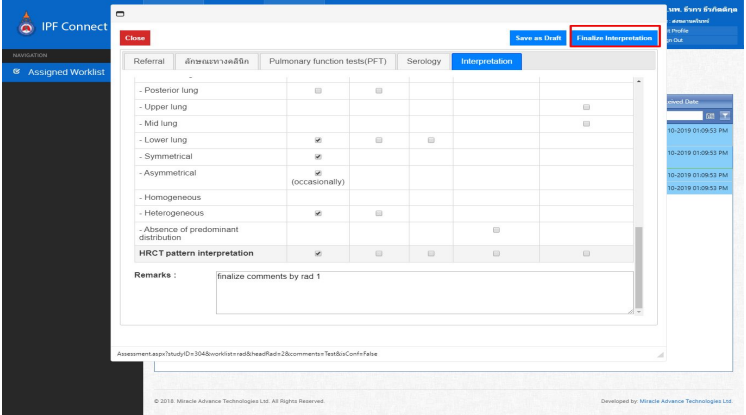 IPF Connect
NAVIGATION
Assigned Worklist
Close
Save as Draft
Finalize Interpretation
Referral
ลักษณะทางคลินิก
Pulmonary function tests(PFT)
Serology
Interpretation
- Posterior lung
- Upper lung
- Mid lung
- Lower lung
- Symmetrical
- Asymmetrical
(occasionally)
- Homogeneous
- Heterogeneous
- Absence of predominant
distribution
HRCT pattern interpretation
Remarks :
finalize comments by rad 1
Assessment.aspx?studyID=304&worklist=rad&headRad=2&comments=Test&isConf=False
t Profile
n Out
eived Date
10-2019 01:09:53 PM
10-2019 01:09:53 PM
10-2019 01:09:53 PM
10-2019 01:09:53 PM
© 2018 Miracle Advance Technologies Ltd. All Rights Reserved.
Developed by: Miracle Advance Technologies Ltd.